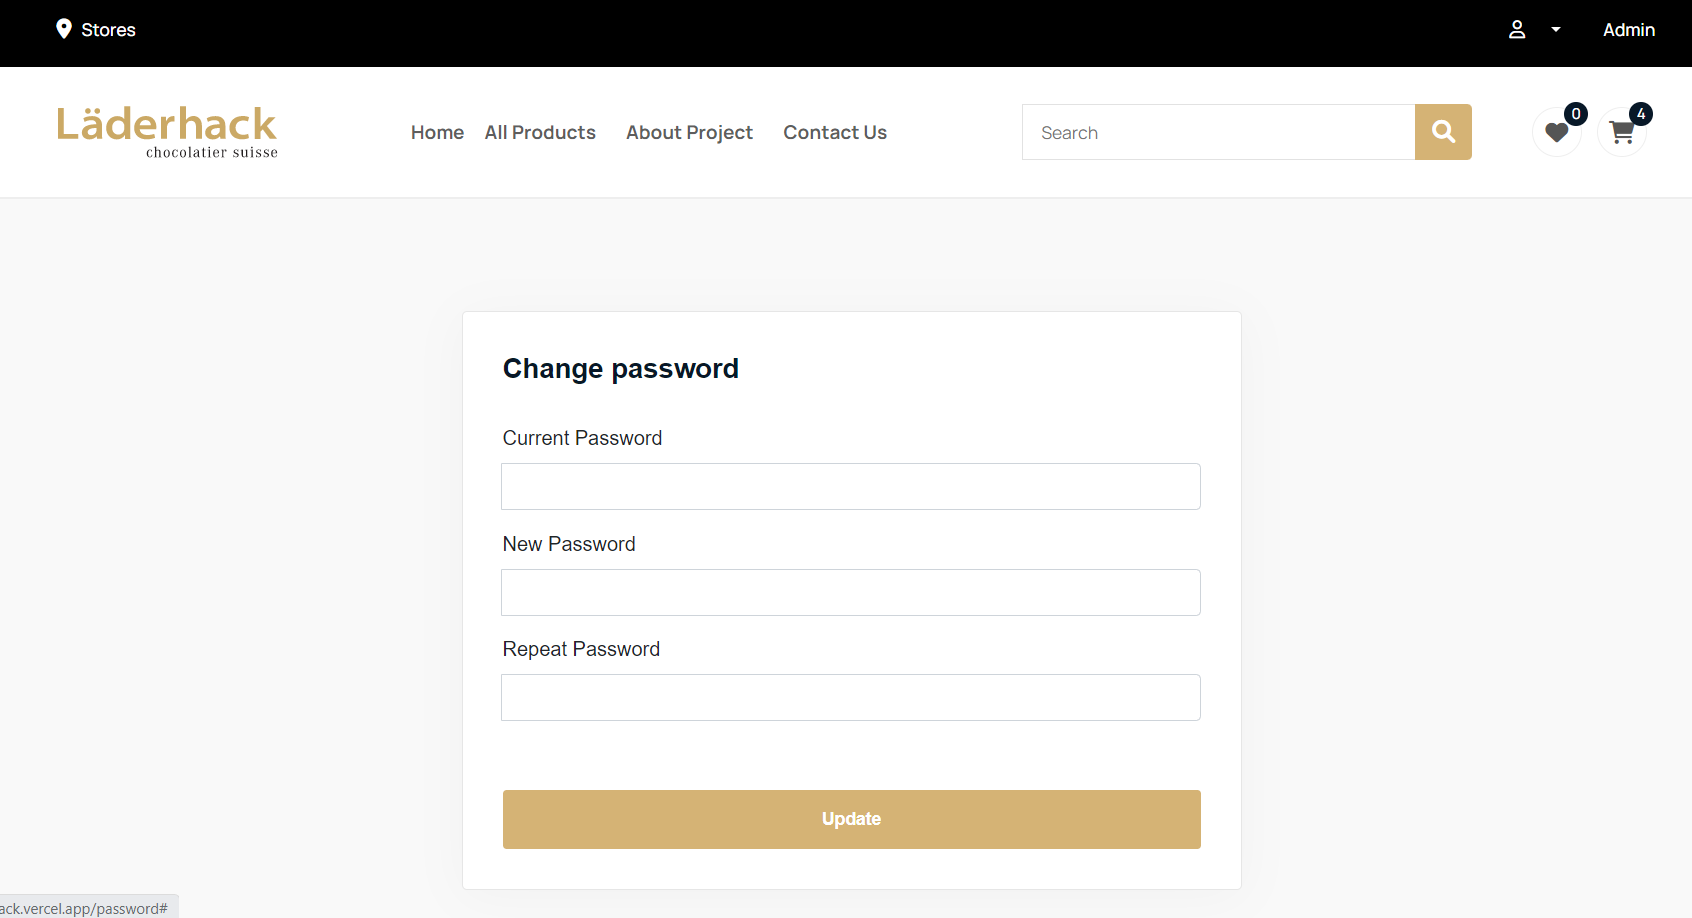 Stores
Admin
Läderhack
chocolatier suisse
Home All Products About Project Contact Us
Search
0
4
Change password
Current Password
New Password
Repeat Password
Update
ack.vercel.app/password#